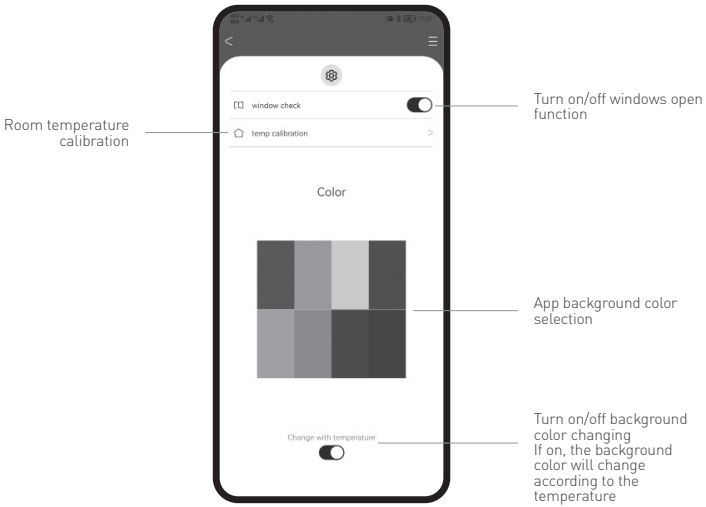 17:07
window check
Turn on/off windows open
function
Room temperature
calibration
temp calibration
Color
App background color
selection
Change with temperature
Turn on/off background
color changing
If on, the background
color will change
according to the
temperature